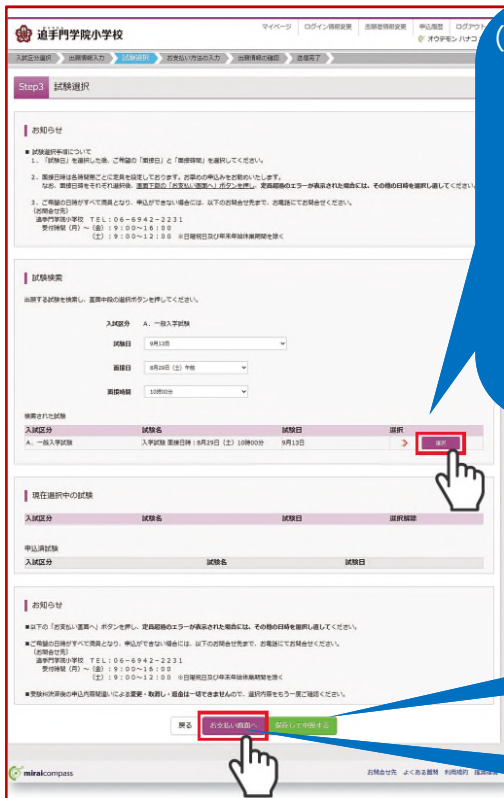 追手門学院小学校
マイページ ログイン情報変更 志願者情報変更 申込履歴 ログアウト
オウテモン ハナコ
入試区分選択 出願情報入力 試験選択 お支払い方法の入力 出願情報の確認 送信完了
(
Step3 試験選択
お知らせ
■ 試験選択手順について
1. 「試験日」を選択した後、ご希望の「面接日」と「面接時間」を選択してください。
2. 面接日時は各時間帯ごとに定員を設定しております。お早めの申込みをお勧めいたします。
なお、面接日時をそれぞれ選択後、画面下部の「お支払い画面へ」ボタンを押し、定員超過のエラーが表示された場合には、その他の日時を選択し直してください。
3. ご希望の日時がすべて満員となり、申込ができない場合には、以下のお問合せ先まで、お電話にてお問合せください。
(お問合せ先)
追手門学院小学校 TEL:06-6942-2231
受付時間 (月) ~ (金) :9:00~16:00
(土) :9:00~12:00 ※日曜祝日及び年末年始休業期間を除く
試験検索
出願する試験を検索し、画面中段の選択ボタンを押してください。
入試区分 A. 一般入学試験
試験日 9月13日
面接日 8月29日 (土) 午前
面接時間 10時00分
検索された試験
入試区分 試験名 試験日 選択
A. 一般入学試験 入学試験 面接日時:8月29日 (土) 10時00分 9月13日 選択
現在選択中の試験
入試区分 試験名 試験日 選択解除
申込済試験
入試区分 試験名 試験日
お知らせ
■以下の「お支払い画面へ」ボタンを押し、定員超過のエラーが表示された場合には、その他の日時を選択し直してください。
■ご希望の日時がすべて満員となり、申込ができない場合には、以下のお問合せ先まで、お電話にてお問合せください。
(お問合せ先)
追手門学院小学校 TEL:06-6942-2231
受付時間 (月) ~ (金) :9:00~16:00
(土) :9:00~12:00 ※日曜祝日及び年末年始休業期間を除く
■受験料決済後の申込内容間違いによる変更・取消し・返金は一切できませんので、選択内容をもう一度ご確認ください。
戻る お支払い画面へ 保存して中断する
miraicompass
お問合せ先 よくある質問 利用規約